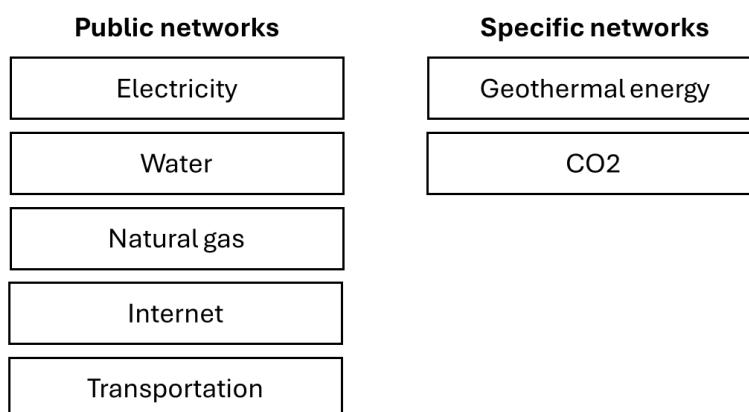 Public networks
Electricity
Water
Natural gas
Internet
Transportation
Specific networks
Geothermal energy
CO2